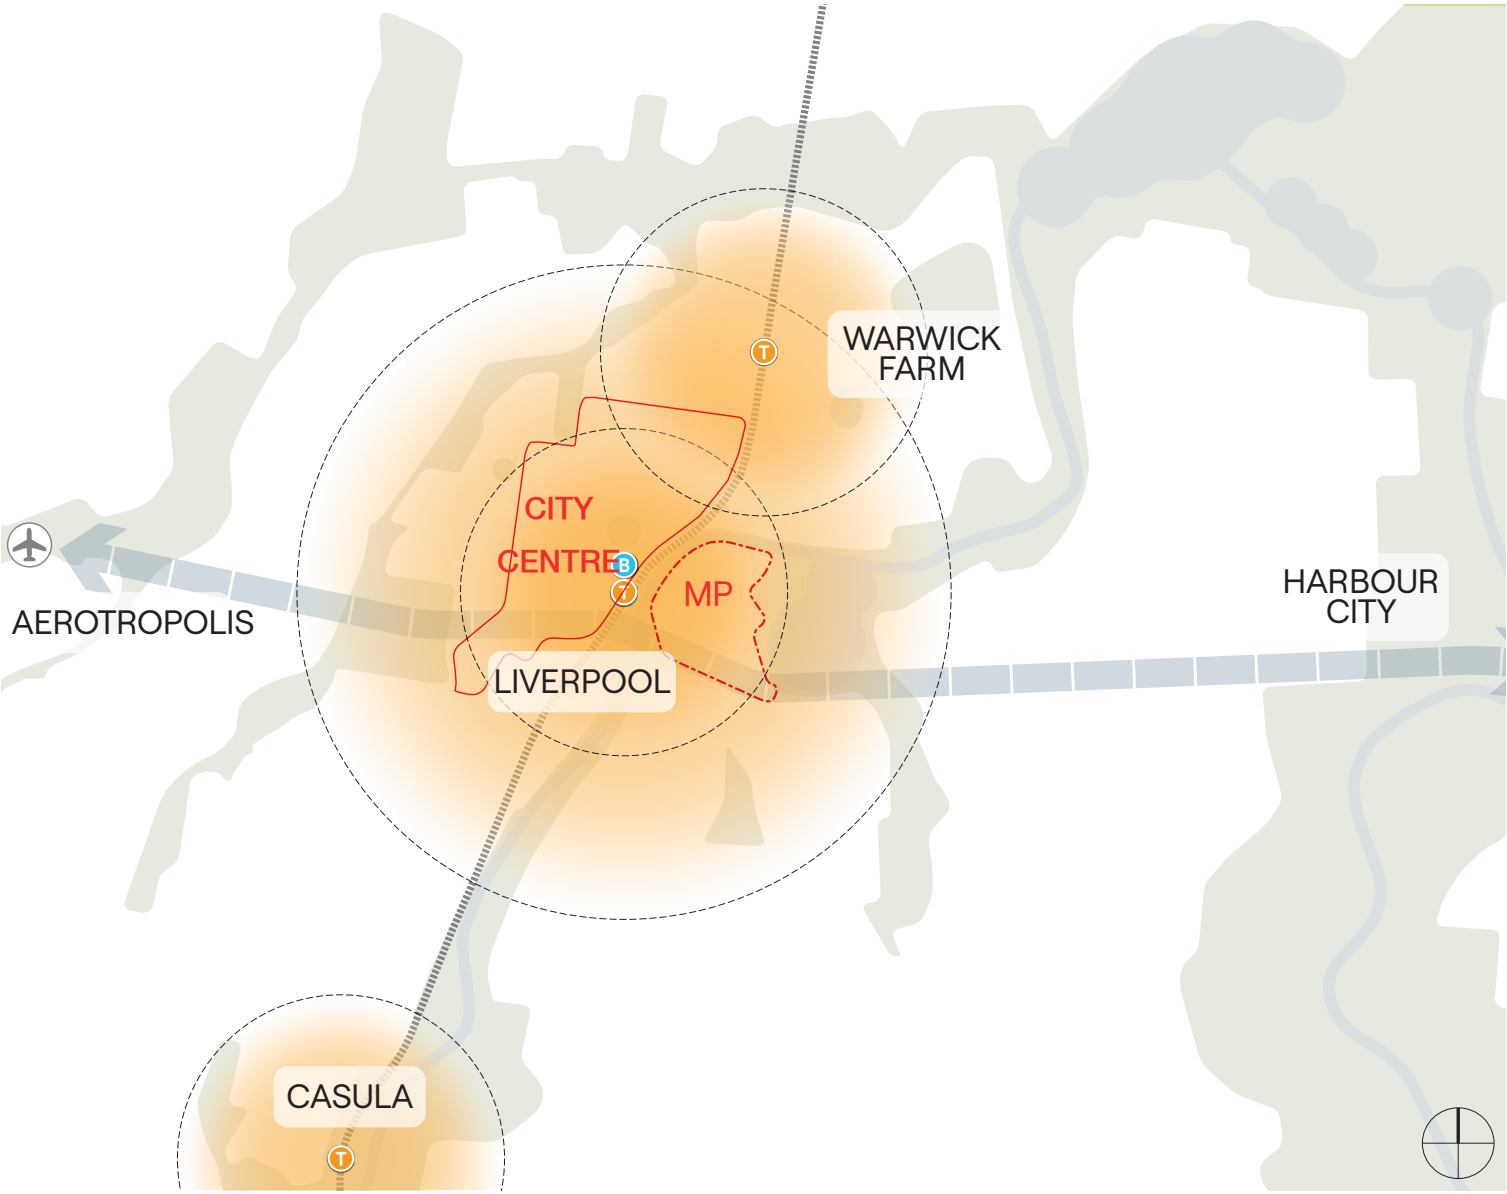 T
WARWICK
FARM
CITY
CENTRE
B
T
MP
AEROTROPOLIS
HARBOUR
CITY
LIVERPOOL
CASULA
T